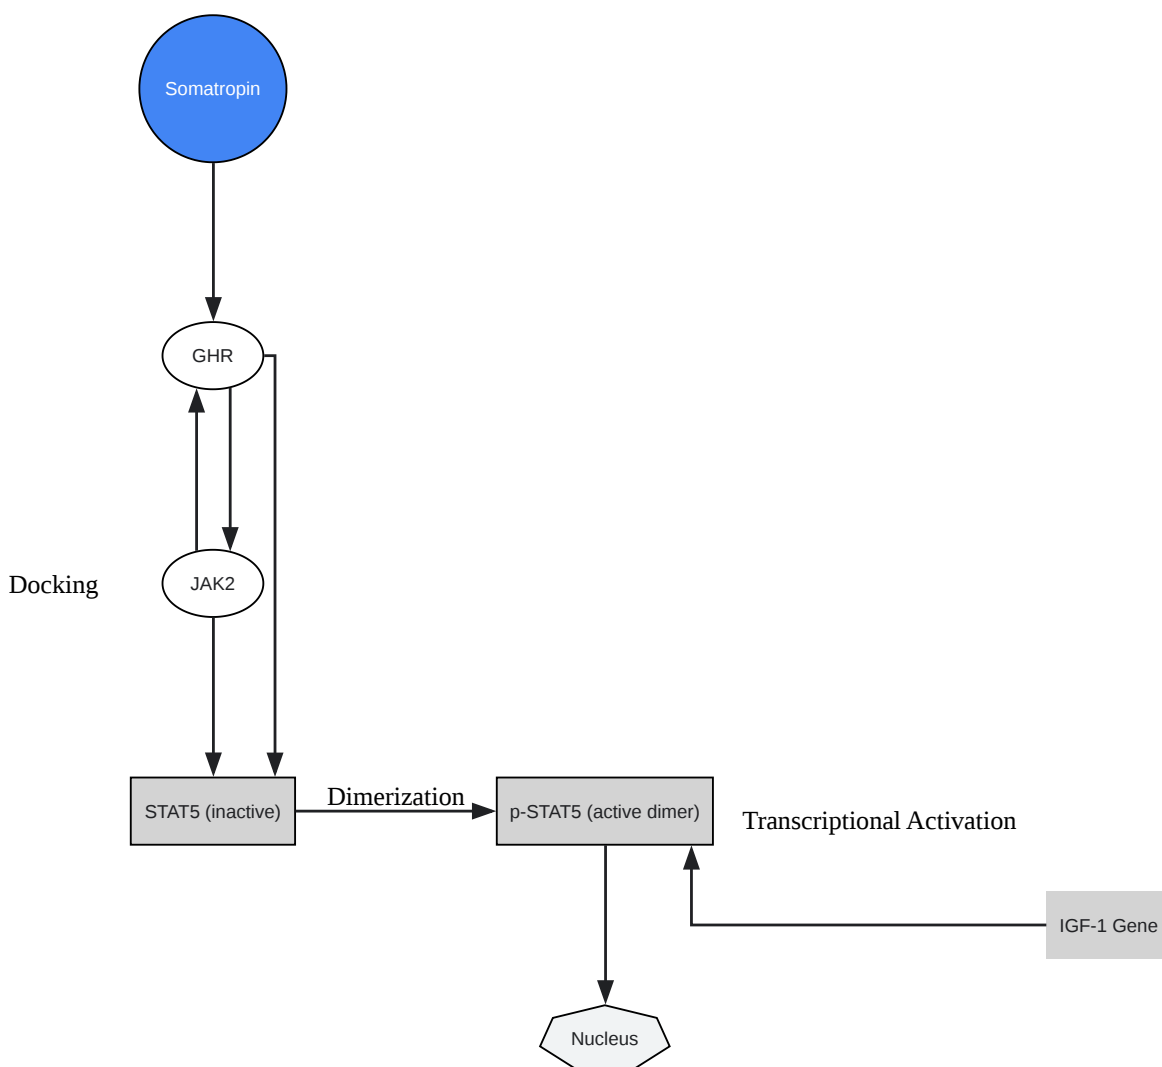 Somatropin
GHR
JAK2
Docking
STAT5 (inactive)
Dimerization
p-STAT5 (active dimer)
Transcriptional Activation
IGF-1 Gene
Nucleus